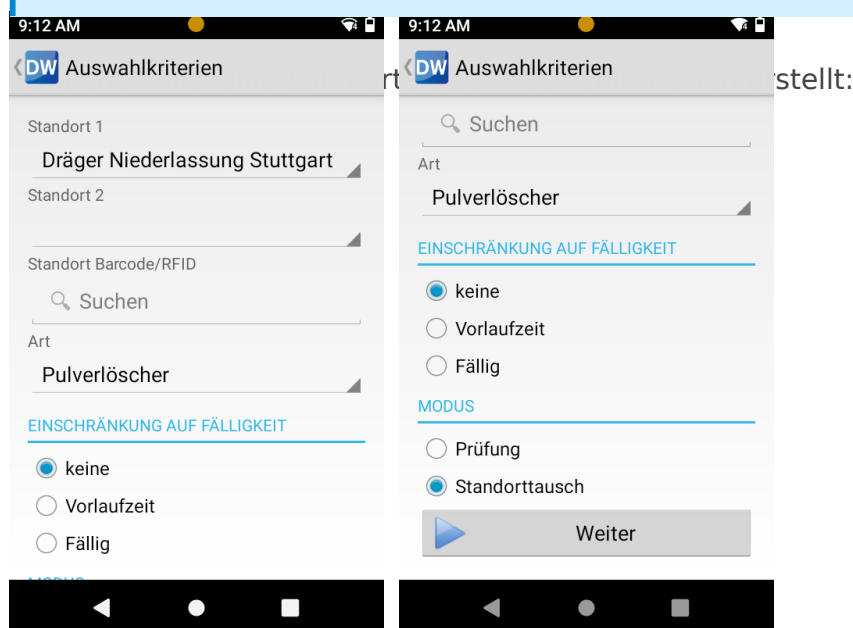 9:12 AM
DW Auswahlkriterien
Standort 1
Dräger Niederlassung Stuttgart
Standort 2
Standort Barcode/RFID
Suchen
Art
Pulverlöscher
EINSCHRÄNKUNG AUF FÄLLIGKEIT
keine
Vorlaufzeit
Fällig
9:12 AM
DW Auswahlkriterien
Suchen
Art
Pulverlöscher
EINSCHRÄNKUNG AUF FÄLLIGKEIT
keine
Vorlaufzeit
Fällig
MODUS
Prüfung
Standorttausch
Weiter
stellt: